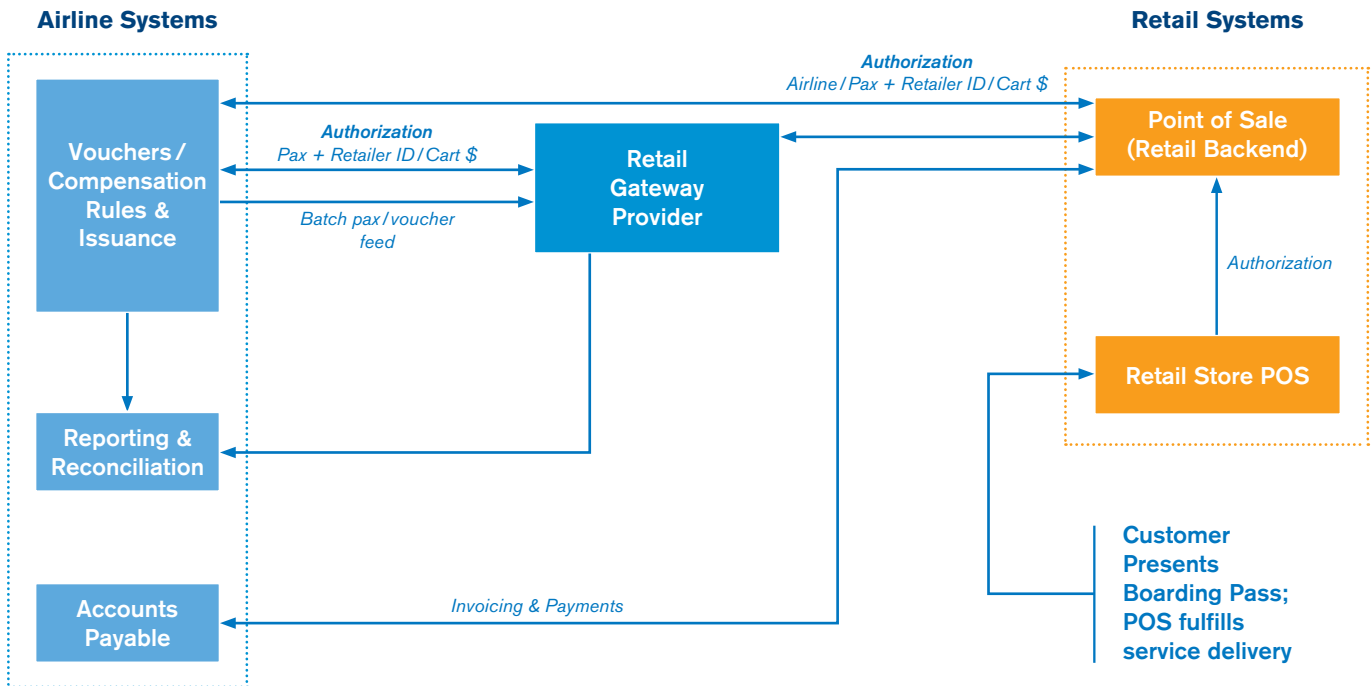 Airline Systems
Retail Systems
Authorization
Airline/Pax + Retailer ID/Cart $
Vouchers/
Compensation
Rules &
Issuance
Authorization
Pax + Retailer ID/Cart $
Batch pax/voucher
feed
Retail
Gateway
Provider
Point of Sale
(Retail Backend)
Authorization
Retail Store POS
Reporting &
Reconciliation
Accounts
Payable
Invoicing & Payments
Customer
Presents
Boarding Pass;
POS fulfills
service delivery